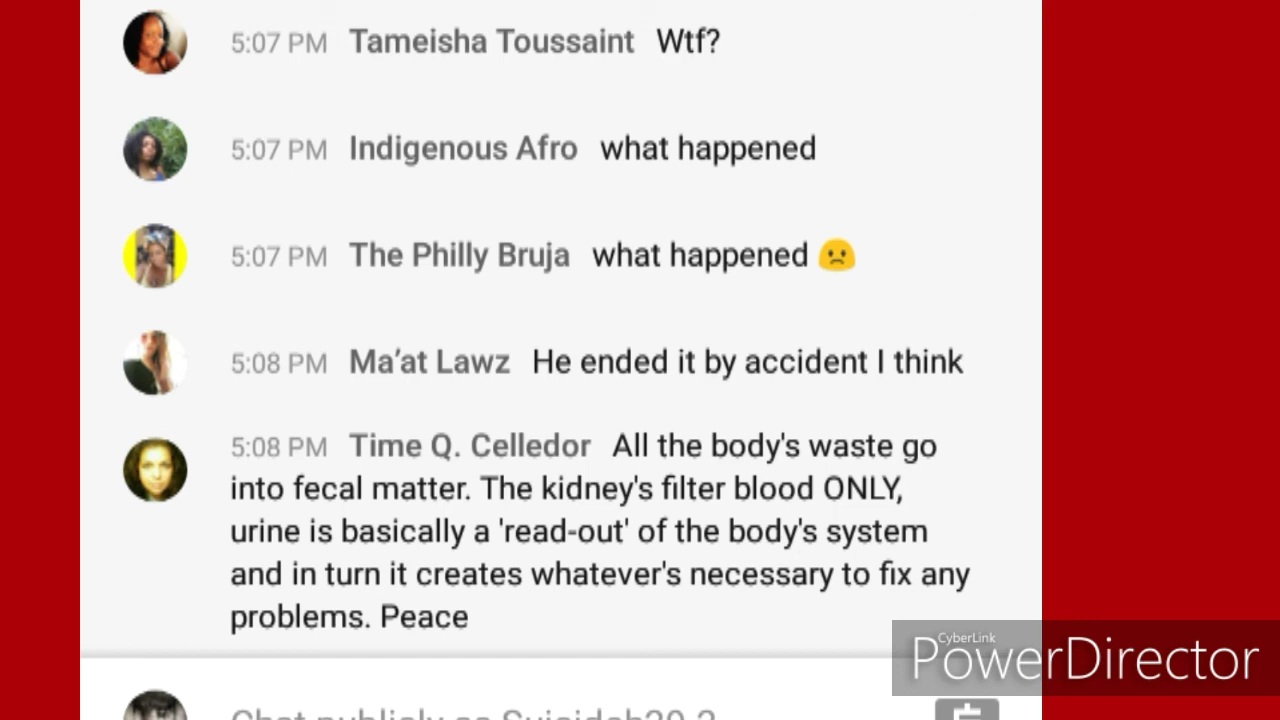 5:07 PM Tameisha Toussaint Wtf?
5:07 PM Indigenous Afro what happened
5:07 PM The Philly Bruja what happened 🙁
5:08 PM Ma’at Lawz He ended it by accident I think
5:08 PM Time Q. Celledor All the body's waste go
into fecal matter. The kidney's filter blood ONLY,
urine is basically a 'read-out' of the body's system
and in turn it creates whatever's necessary to fix any
problems. Peace
CyberLink
PowerDirector
Chat publicly as